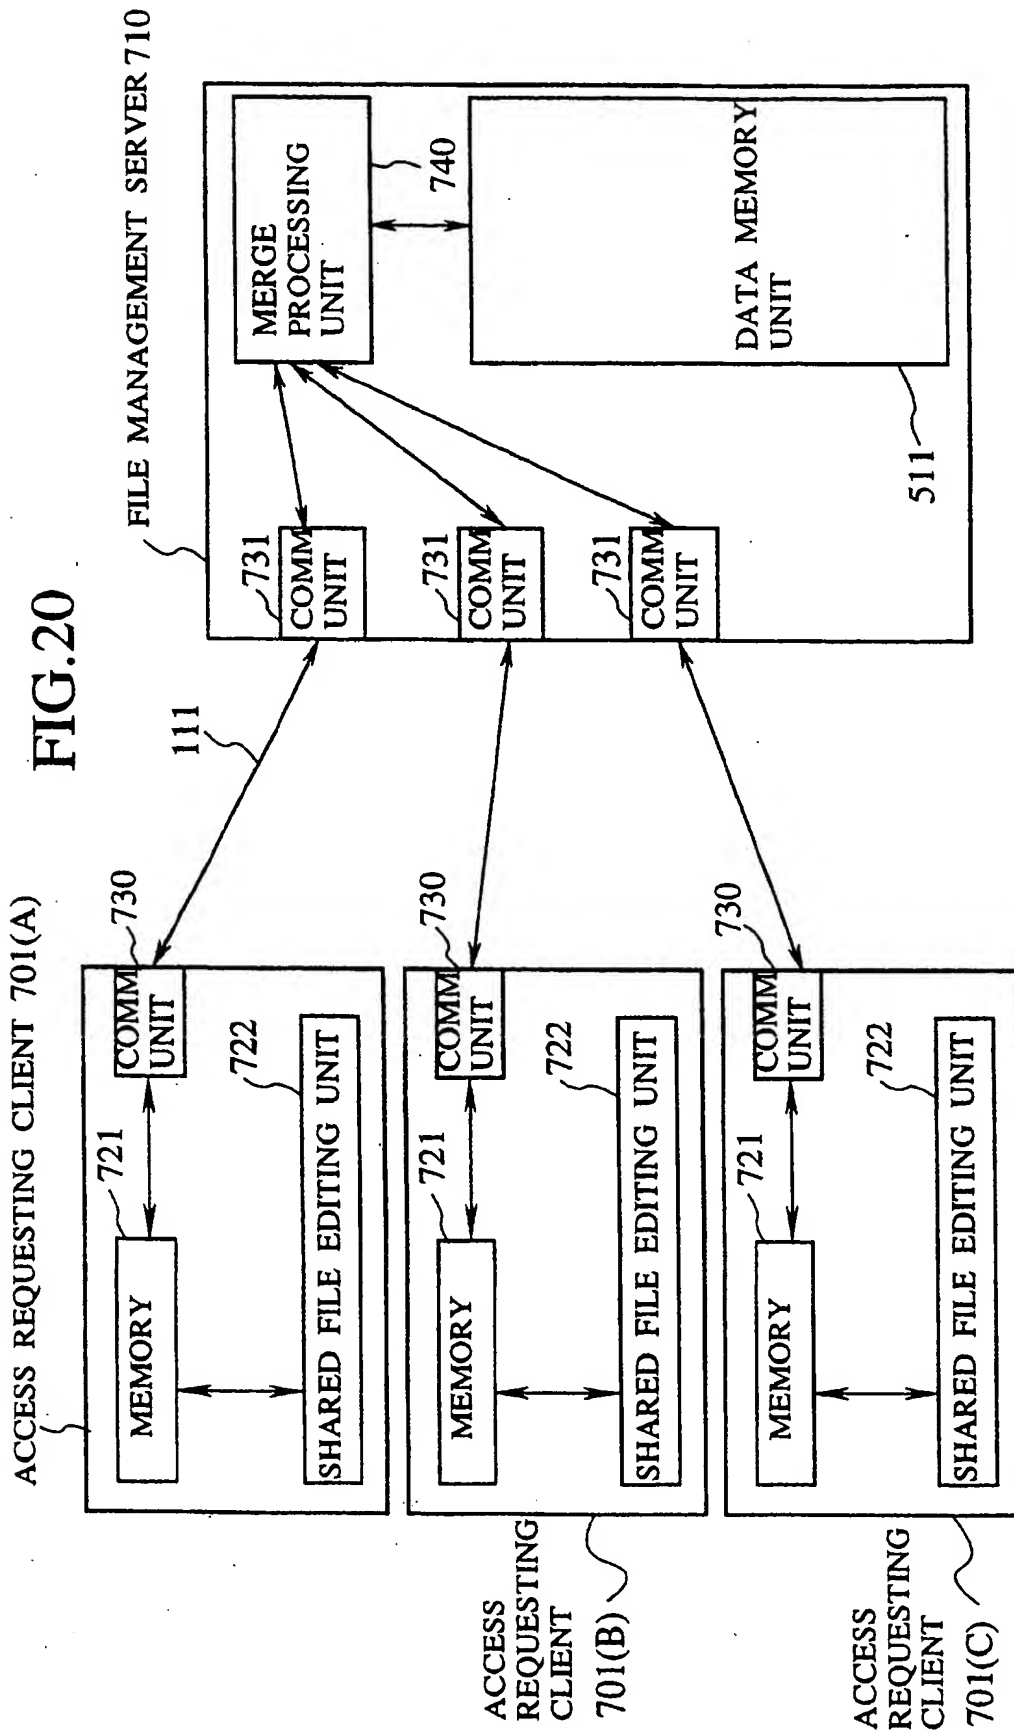 FIG.20
ACCESS REQUESTING CLIENT 701(A)
MEMORY
721
COMM
UNIT
730
722
SHARED FILE EDITING UNIT
ACCESS
REQUESTING
CLIENT
701(B)
MEMORY
721
COMM
UNIT
730
722
SHARED FILE EDITING UNIT
ACCESS
REQUESTING
CLIENT
701(C)
MEMORY
721
COMM
UNIT
730
722
SHARED FILE EDITING UNIT
111
FILE MANAGEMENT SERVER 710
731
COMM
UNIT
731
COMM
UNIT
731
COMM
UNIT
MERGE
PROCESSING
UNIT
740
DATA MEMORY
UNIT
511